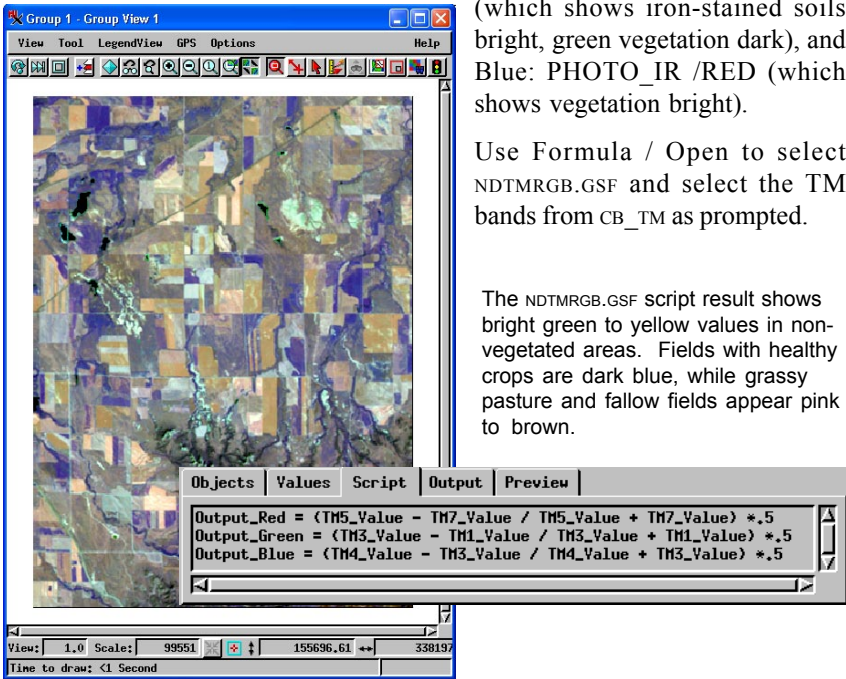 Group 1 - Group View 1
View Tool LegendView GPS Options Help
(which shows iron-stained soils
bright, green vegetation dark), and
Blue: PHOTO_IR /RED (which
shows vegetation bright).
Use Formula / Open to select
NDTMRGB.GSF and select the TM
bands from CB_TM as prompted.
The NDTMRGB.GSF script result shows
bright green to yellow values in non-
vegetated areas. Fields with healthy
crops are dark blue, while grassy
pasture and fallow fields appear pink
to brown.
Objects Values Script Output Preview
Output_Red = (TM5_Value - TM7_Value / TM5_Value + TM7_Value) *.5
Output_Green = (TM3_Value - TM1_Value / TM3_Value + TM1_Value) *.5
Output_Blue = (TM4_Value - TM3_Value / TM4_Value + TM3_Value) *.5
View: 1.0 Scale: 99551 155696.61 338197
Time to draw: <1 Second